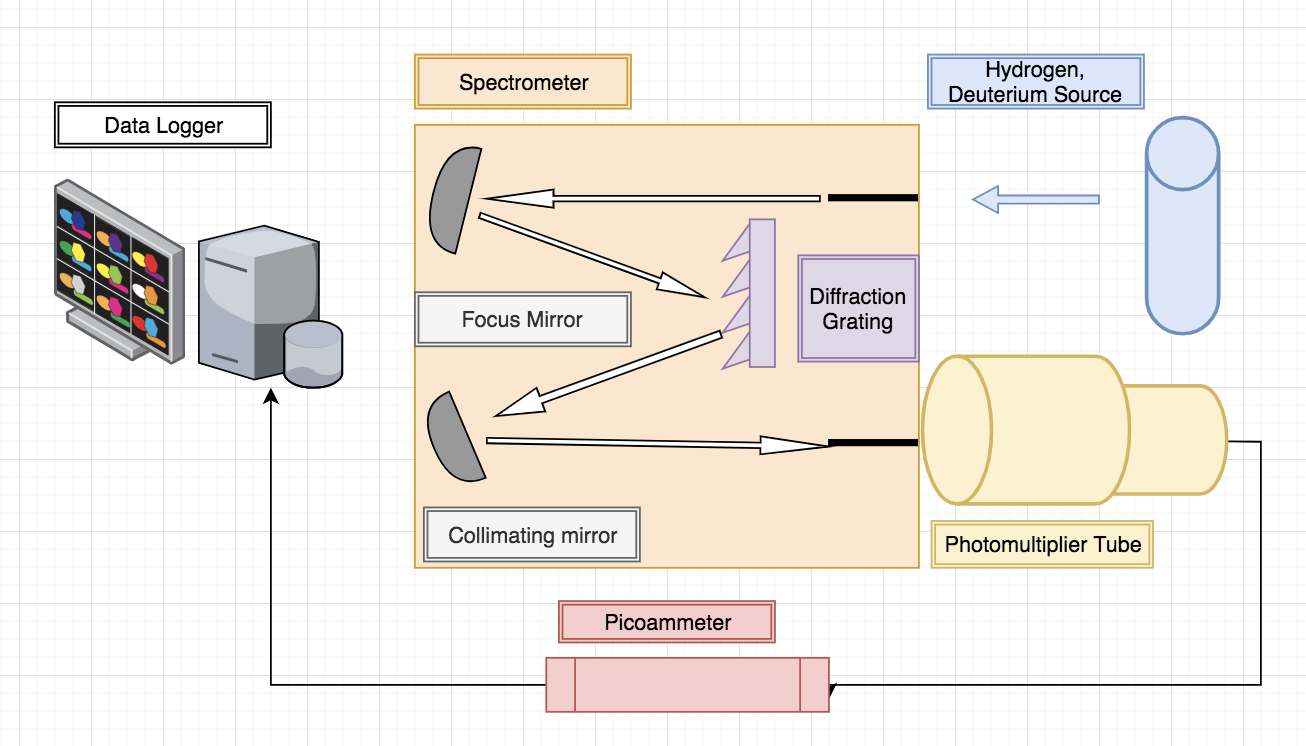 Spectrometer
Hydrogen,
Deuterium Source
Data Logger
Focus Mirror
Diffraction
Grating
Collimating mirror
Photomultiplier Tube
Picoammeter